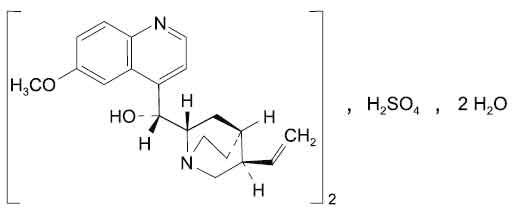 N
H₃CO
HO H
H
H
CH₂
N
H
2
, H₂SO₄ , 2 H₂O